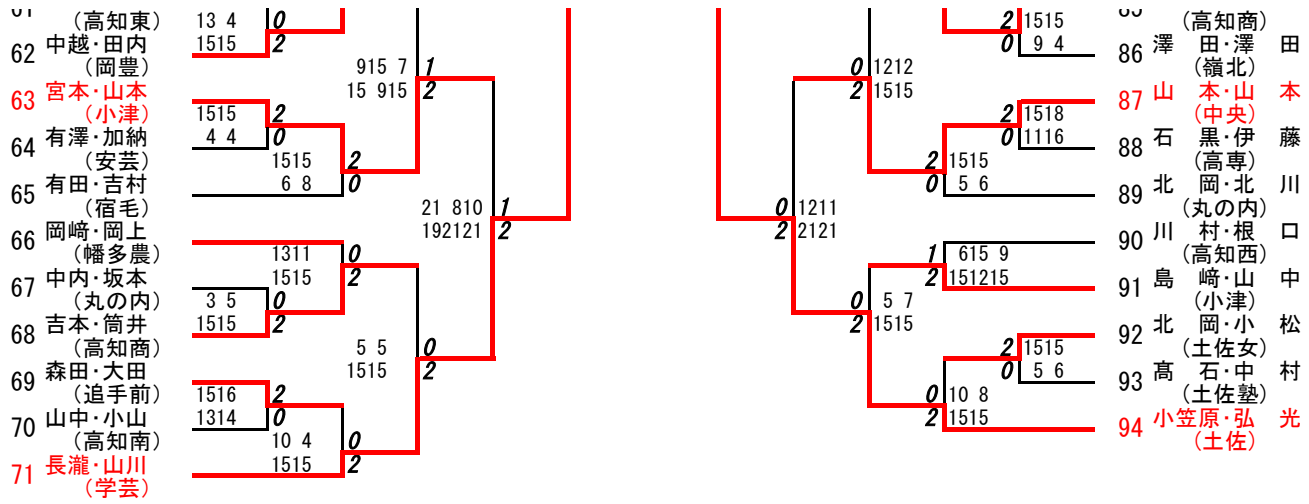 (高知東)
13 4
0
62
中越・田内
1515
2
(岡豊)
915 7
1
63
宮本・山本
15 915
2
(小津)
1515
2
64
有澤・加納
4 4
0
(安芸)
1515
2
65
有田・吉村
6 8
0
(宿毛)
21 810
1
66
岡﨑・岡上
192121
2
(幡多農)
1311
0
67
中内・坂本
1515
2
(丸の内)
3 5
0
68
吉本・筒井
1515
2
(高知商)
5 5
0
69
森田・大田
1515
2
(追手前)
1516
2
70
山中・小山
1314
0
(高知南)
10 4
0
71
長瀧・山川
1515
2
(学芸)
2
1515
(高知商)
0
9 4
86
澤 田・澤 田
(嶺北)
0
1212
2
1515
87
山 本・山 本
(中央)
2
1518
0
1116
88
石 黒・伊 藤
(高専)
2
1515
0
5 6
89
北 岡・北 川
(丸の内)
0
1211
2
2121
90
川 村・根 口
(高知西)
1
615 9
2
151215
91
島 﨑・山 中
(小津)
0
5 7
2
1515
92
北 岡・小 松
(土佐女)
2
1515
0
5 6
93
髙 石・中 村
(土佐塾)
0
10 8
2
1515
94
小笠原・弘 光
(土佐)